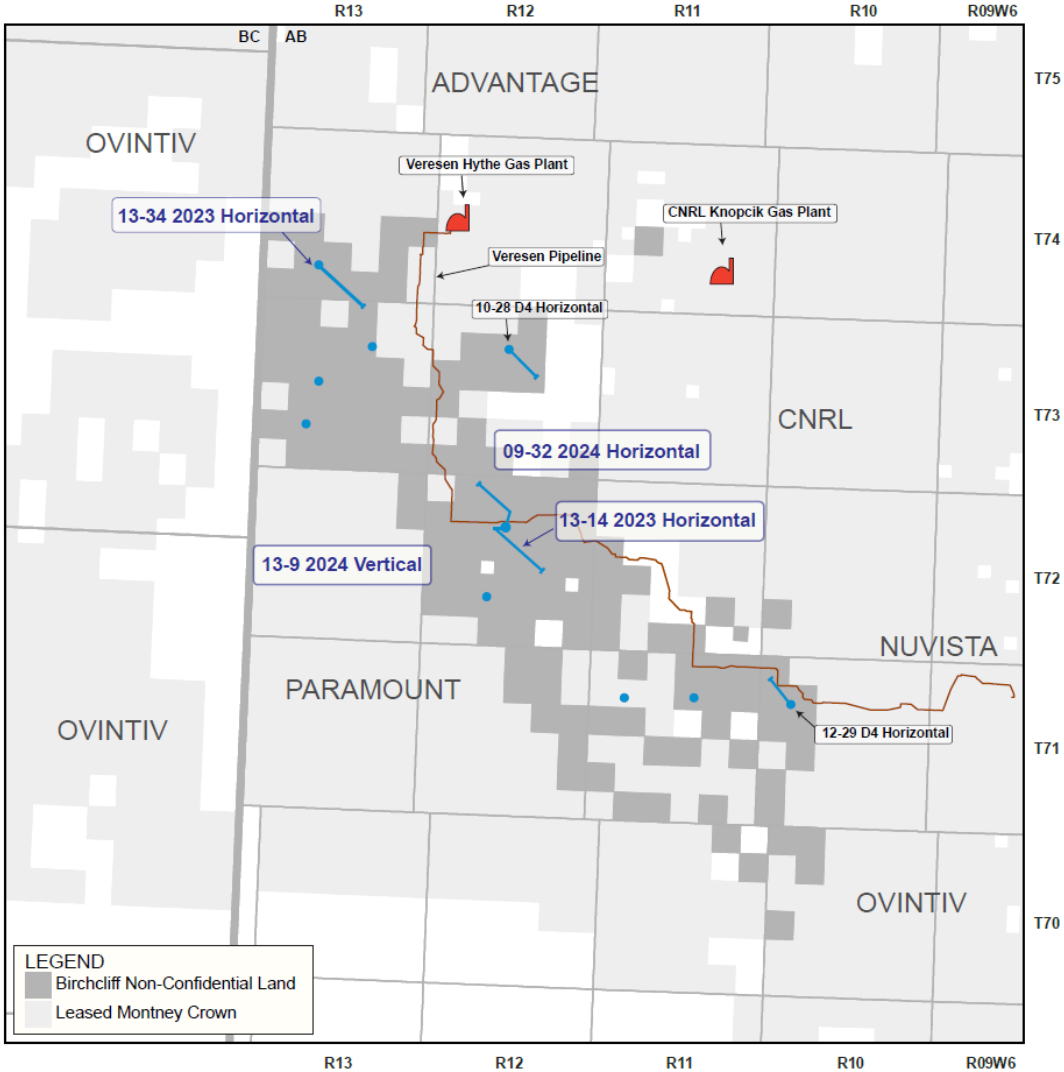 R13 R12 R11 R10 R09W6
BC AB
T75
ADVANTAGE
OVINTIV
Veresen Hythe Gas Plant
13-34 2023 Horizontal
CNRL Knopcik Gas Plant
T74
Veresen Pipeline
10-28 D4 Horizontal
T73
CNRL
09-32 2024 Horizontal
13-14 2023 Horizontal
13-9 2024 Vertical
T72
NUVISTA
PARAMOUNT
OVINTIV
12-29 D4 Horizontal
T71
OVINTIV
T70
LEGEND
Birchcliff Non-Confidential Land
Leased Montney Crown
R13 R12 R11 R10 R09W6